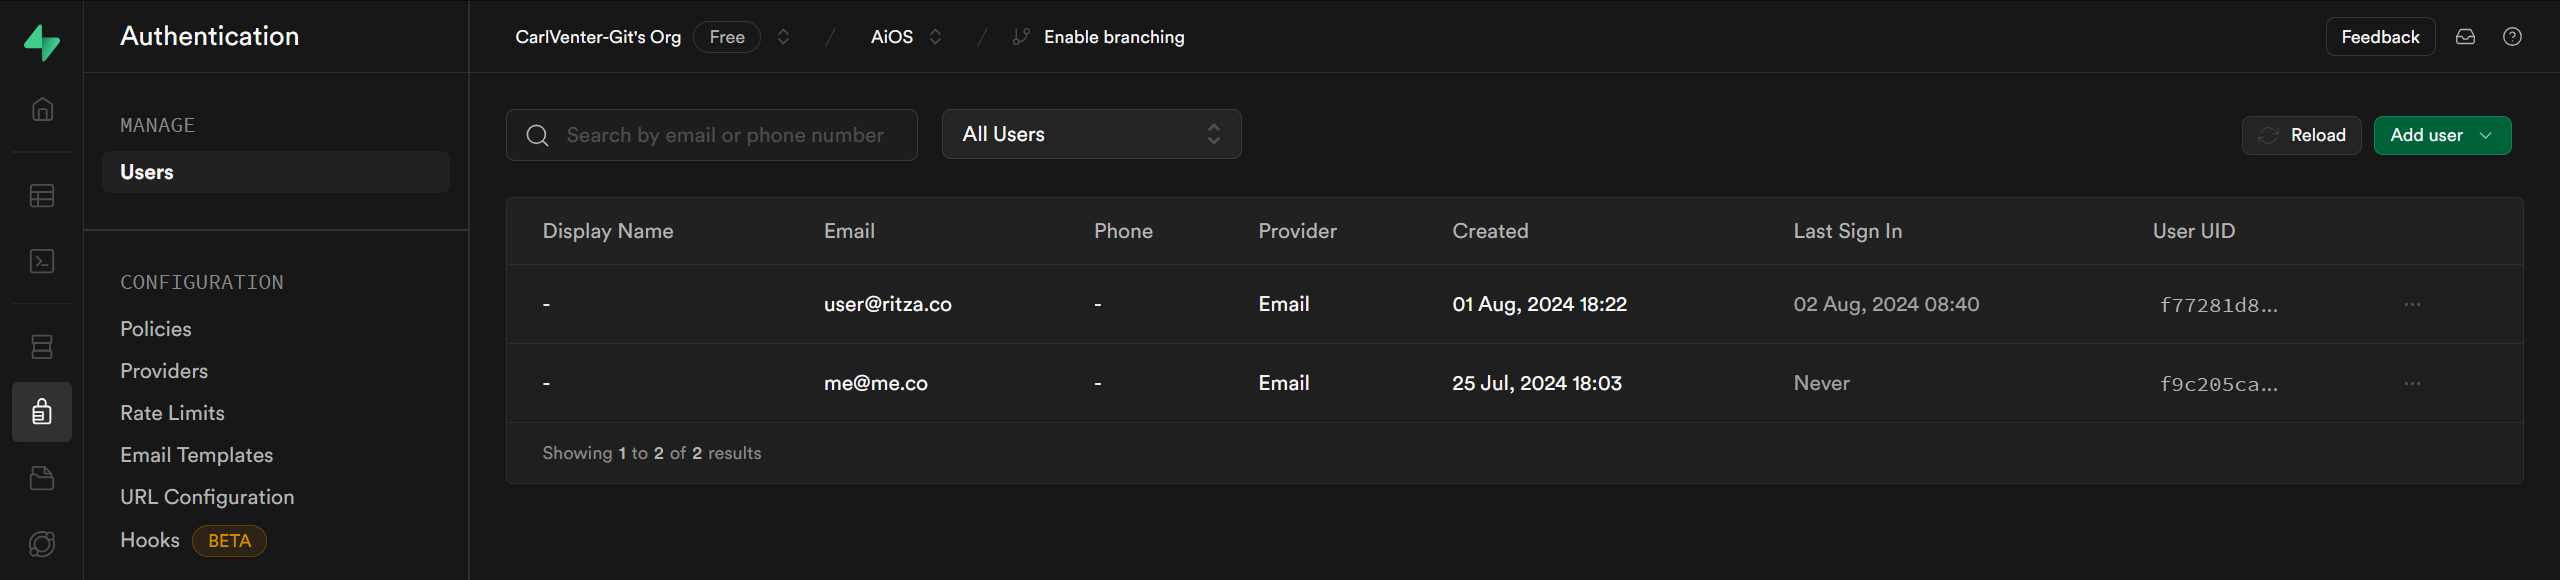 Authentication
CarlVenter-Git's Org Free / AiOS / Enable branching
Feedback
MANAGE
Users
CONFIGURATION
Policies
Providers
Rate Limits
Email Templates
URL Configuration
Hooks BETA
Search by email or phone number
All Users
Reload
Add user
Display Name Email Phone Provider Created Last Sign In User UID
- user@ritza.co - Email 01 Aug, 2024 18:22 02 Aug, 2024 08:40 f77281d8...
- me@me.co - Email 25 Jul, 2024 18:03 Never f9c205ca...
Showing 1 to 2 of 2 results